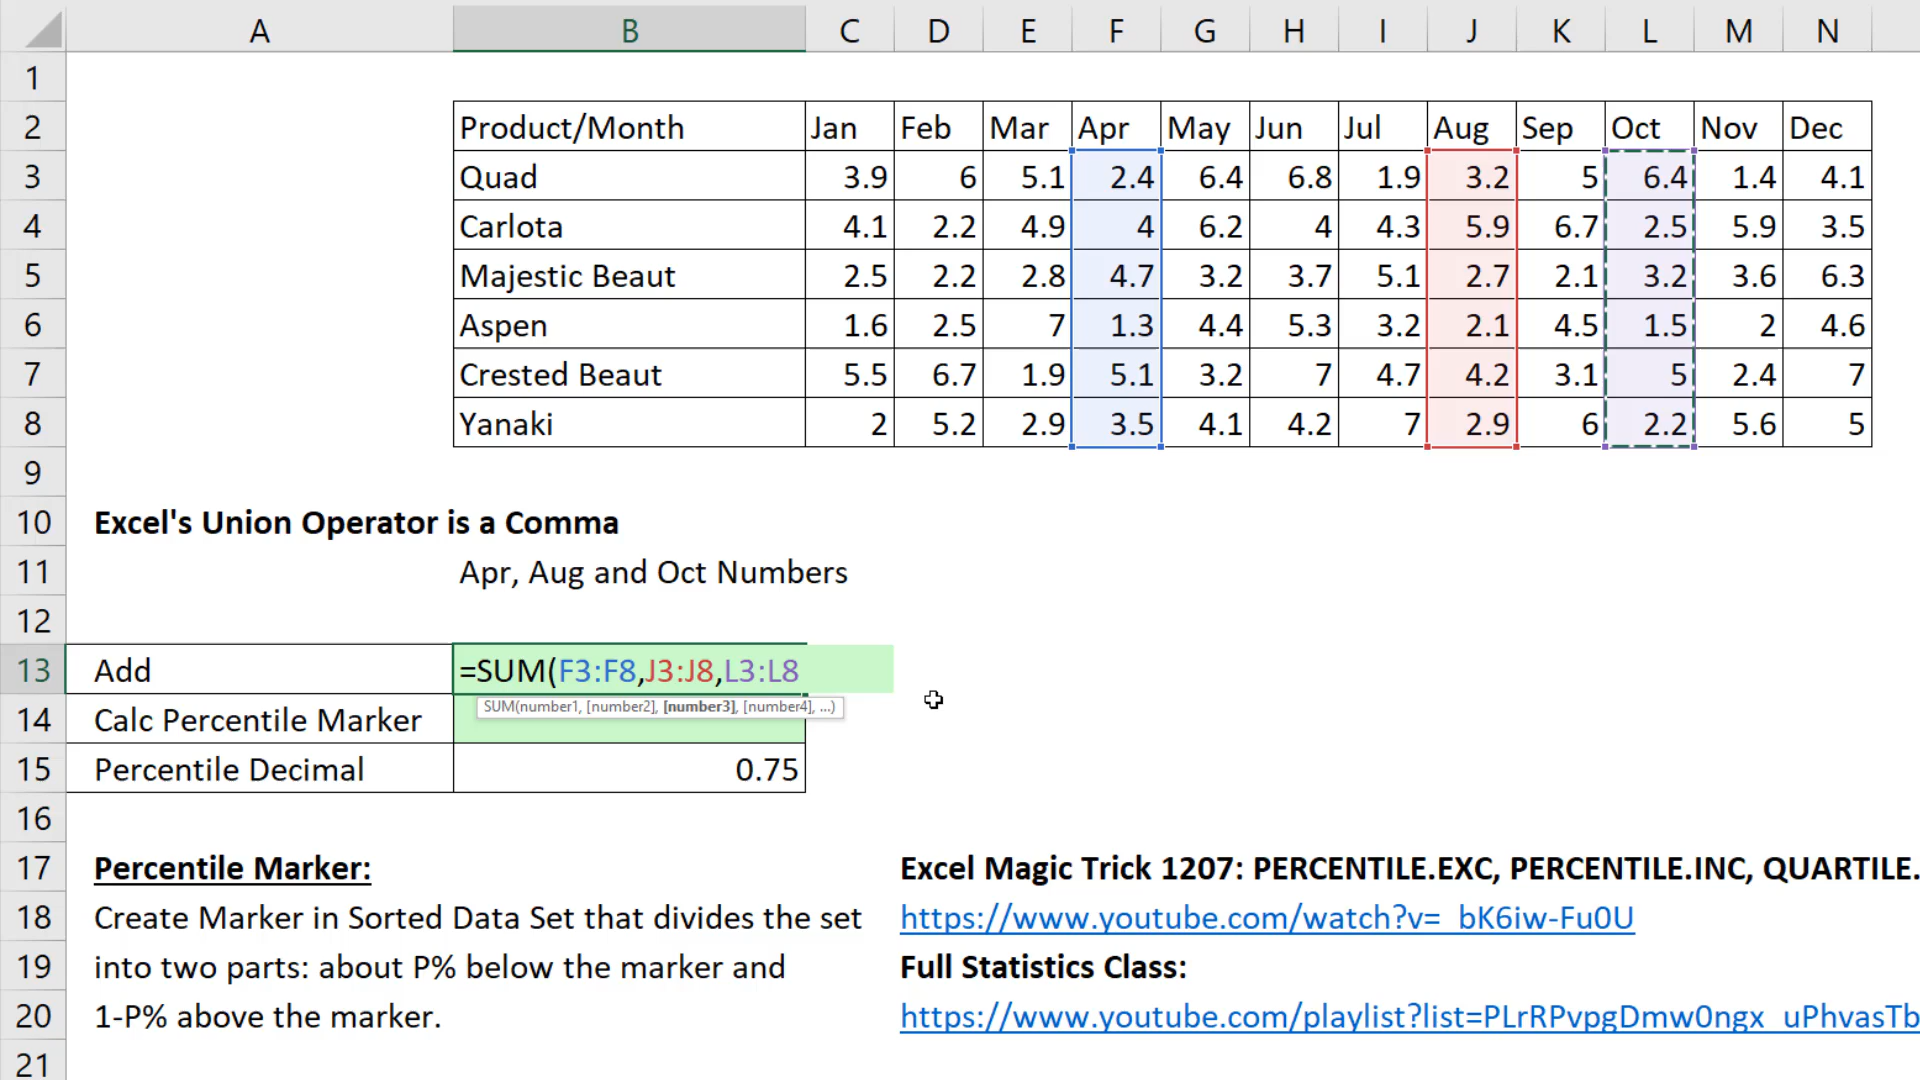 A B C D E F G H I J K L M N
1
2 Product/Month Jan Feb Mar Apr May Jun Jul Aug Sep Oct Nov Dec
3 Quad 3.9 6 5.1 2.4 6.4 6.8 1.9 3.2 5 6.4 1.4 4.1
4 Carlota 4.1 2.2 4.9 4 6.2 4 4.3 5.9 6.7 2.5 5.9 3.5
5 Majestic Beaut 2.5 2.2 2.8 4.7 3.2 3.7 5.1 2.7 2.1 3.2 3.6 6.3
6 Aspen 1.6 2.5 7 1.3 4.4 5.3 3.2 2.1 4.5 1.5 2 4.6
7 Crested Beaut 5.5 6.7 1.9 5.1 3.2 7 4.7 4.2 3.1 5 2.4 7
8 Yanaki 2 5.2 2.9 3.5 4.1 4.2 7 2.9 6 2.2 5.6 5
9
10 Excel's Union Operator is a Comma
11 Apr, Aug and Oct Numbers
12
13 Add =SUM(F3:F8,J3:J8,L3:L8
SUM(number1, [number2], [number3], [number4], ...)
14 Calc Percentile Marker
15 Percentile Decimal 0.75
16
17 Percentile Marker: Excel Magic Trick 1207: PERCENTILE.EXC, PERCENTILE.INC, QUARTILE.
18 Create Marker in Sorted Data Set that divides the set https://www.youtube.com/watch?v=_bK6iw-Fu0U
19 into two parts: about P% below the marker and Full Statistics Class:
20 1-P% above the marker. https://www.youtube.com/playlist?list=PLrRPvpgDmw0ngx_uPhvasTb
21